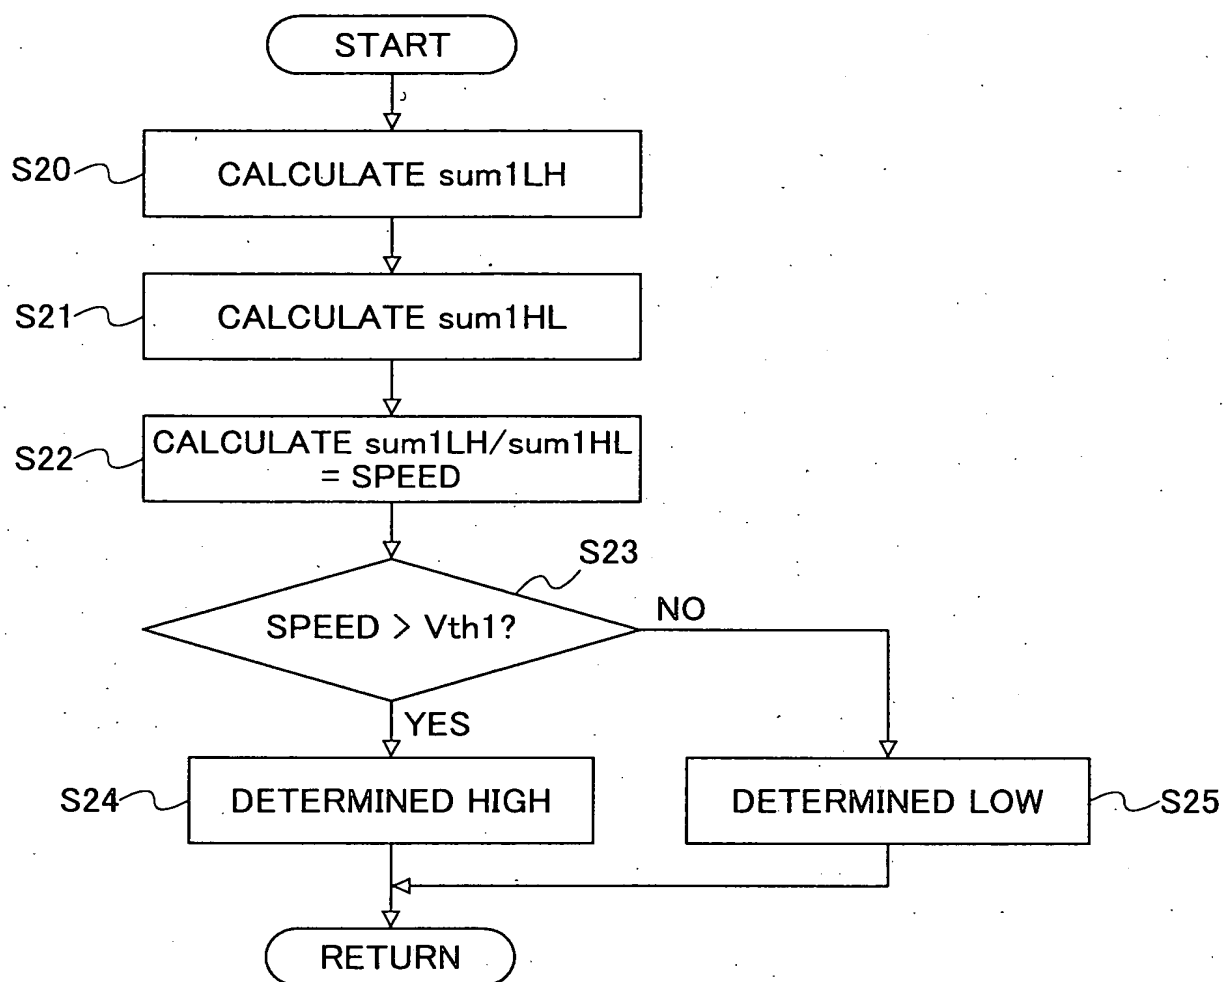 START
S20
CALCULATE sum1LH
S21
CALCULATE sum1HL
S22
CALCULATE sum1LH/sum1HL
= SPEED
S23
SPEED > Vth1?
NO
YES
S24
DETERMINED HIGH
DETERMINED LOW
S25
RETURN